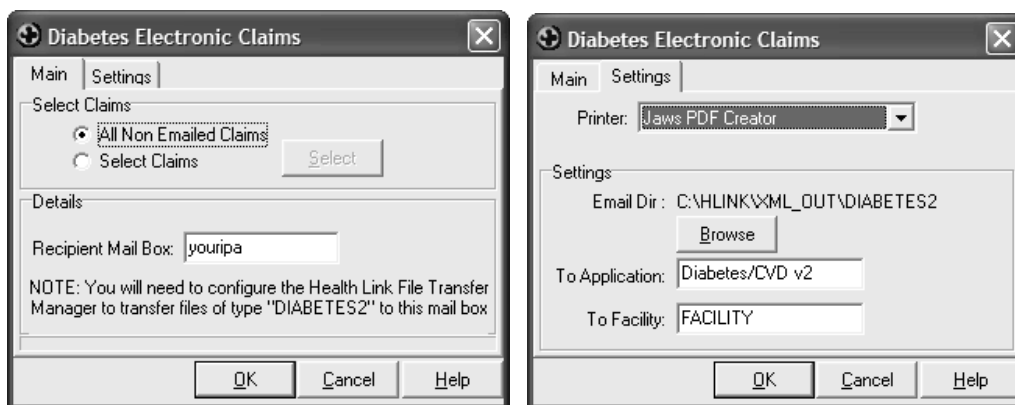 Diabetes Electronic Claims
Main Settings
Select Claims
All Non Emailed Claims
Select Claims Select
Details
Recipient Mail Box: youripa
NOTE: You will need to configure the Health Link File Transfer
Manager to transfer files of type "DIABETES2" to this mail box
OK Cancel Help
Diabetes Electronic Claims
Main Settings
Printer: Jaws PDF Creator
Settings
Email Dir : C:\HLINK\XML_OUT\DIABETES2
Browse
To Application: Diabetes/CVD v2
To Facility: FACILITY
OK Cancel Help